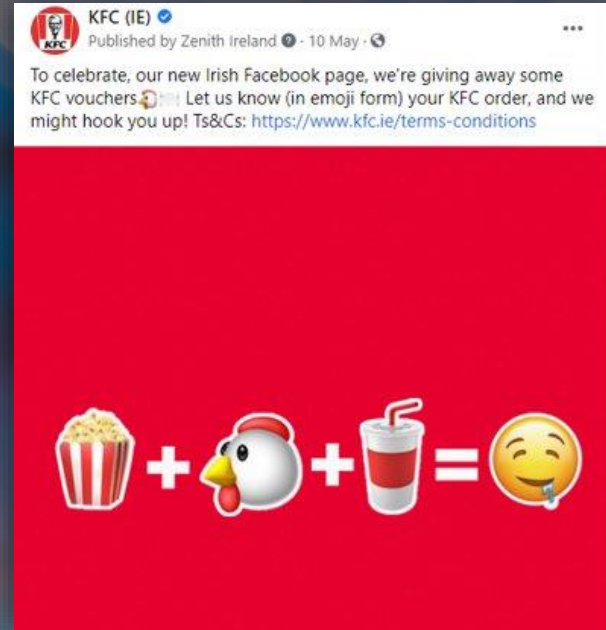 KFC (IE)
Published by Zenith Ireland · 10 May ·
To celebrate, our new Irish Facebook page, we're giving away some
KFC vouchers🐔 Let us know (in emoji form) your KFC order, and we
might hook you up! Ts&Cs: https://www.kfc.ie/terms-conditions
KFC
🍿 + 🐔 + 🥤 = 🤤